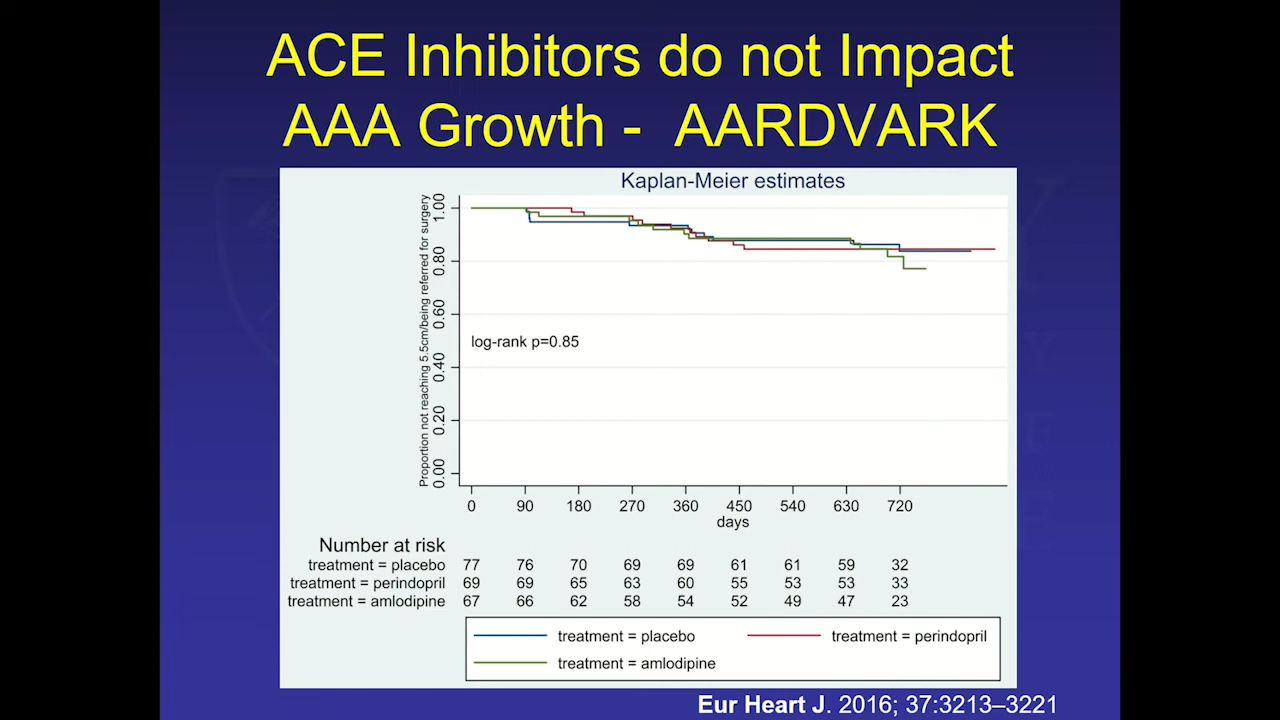 ACE Inhibitors do not Impact
AAA Growth - AARDVARK
Kaplan-Meier estimates
Proportion not reaching 5.5cm/being referred for surgery
1.00
0.80
0.60
0.40
0.20
0.00
log-rank p=0.85
0 90 180 270 360 450 540 630 720
days
Number at risk
treatment = placebo 77 76 70 69 69 61 61 59 32
treatment = perindopril 69 69 65 63 60 55 53 53 33
treatment = amlodipine 67 66 62 58 54 52 49 47 23
treatment = placebo treatment = perindopril
treatment = amlodipine
Eur Heart J. 2016; 37:3213–3221